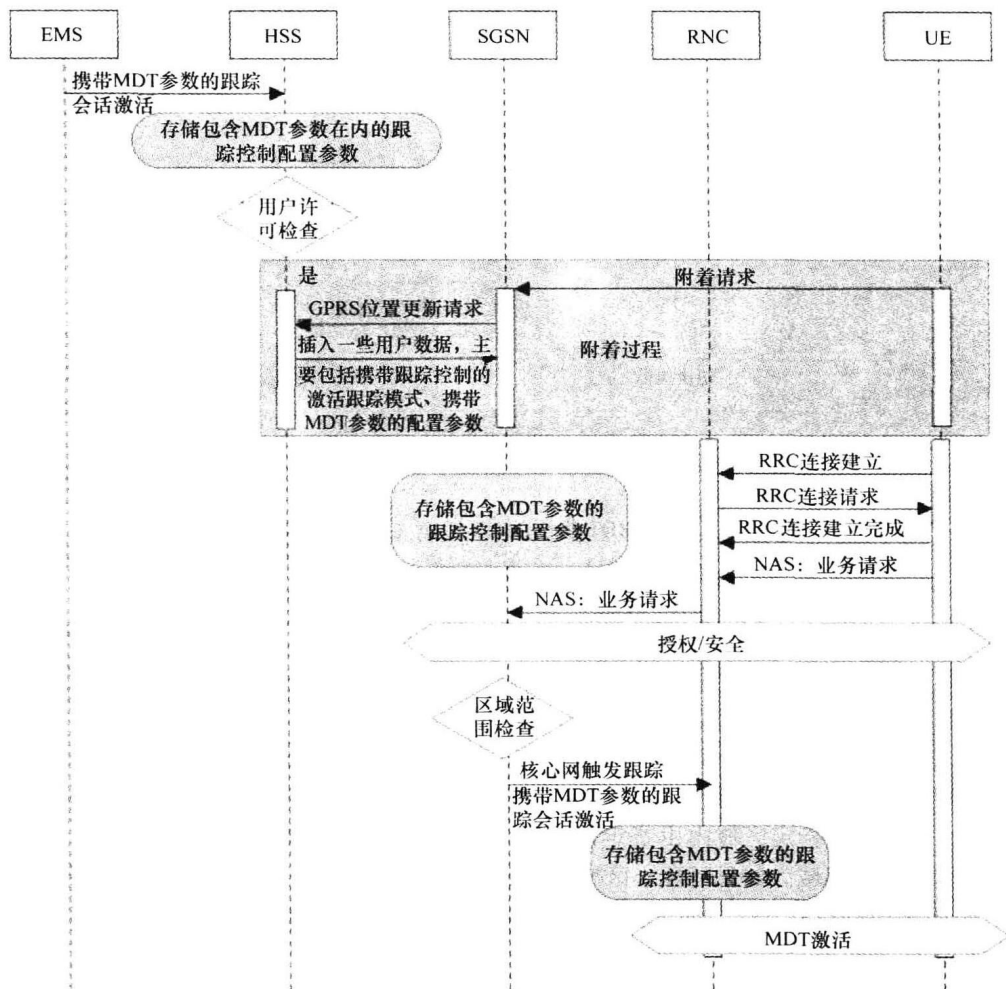 EMS
HSS
SGSN
RNC
UE
携带MDT参数的跟踪
会话激活
存储包含MDT参数在内的跟
踪控制配置参数
用户许
可检查
是
附着请求
GPRS位置更新请求
插入一些用户数据，主
要包括携带跟踪控制的
激活跟踪模式、携带
MDT参数的配置参数
附着过程
RRC连接建立
存储包含MDT参数的
跟踪控制配置参数
RRC连接请求
RRC连接建立完成
NAS：业务请求
NAS：业务请求
授权/安全
区域范
围检查
核心网触发跟踪
携带MDT参数的跟
踪会话激活
存储包含MDT参数的跟
踪控制配置参数
MDT激活